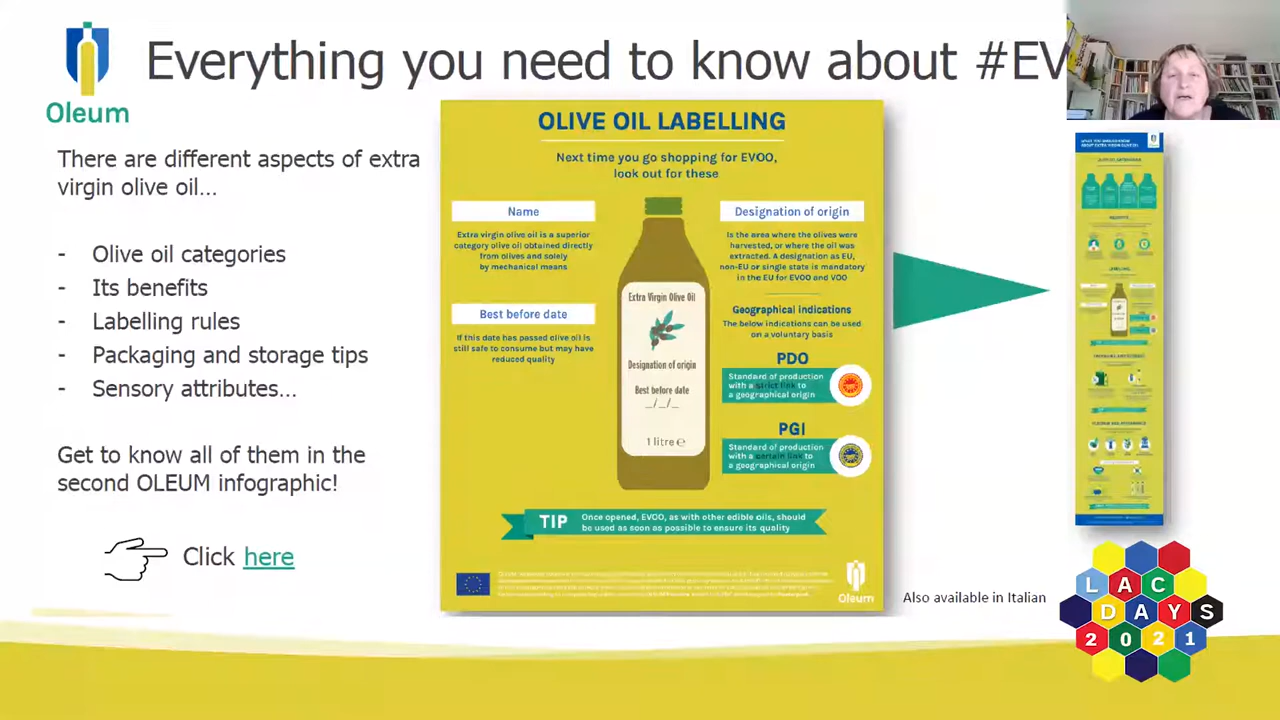 Oleum
Everything you need to know about #EV
There are different aspects of extra
virgin olive oil...
- Olive oil categories
- Its benefits
- Labelling rules
- Packaging and storage tips
- Sensory attributes...
Get to know all of them in the
second OLEUM infographic!
Click here
OLIVE OIL LABELLING
Next time you go shopping for EVOO,
look out for these
Name
Extra virgin olive oil is a superior
category olive oil obtained directly
from olives and solely
by mechanical means
Best before date
If this date has passed olive oil is
still safe to consume but may have
reduced quality
Extra Virgin Olive Oil
Designation of origin
Best before date
_/_/_
1 litre ℮
Designation of origin
Is the area where the olives were
harvested, or where the oil was
extracted. A designation as EU,
non-EU or single state is mandatory
in the EU for EVOO and VOO
Geographical indications
The below indications can be used
on a voluntary basis
PDO
Standard of production
with a strict link to
a geographical origin
PGI
Standard of production
with a certain link to
a geographical origin
TIP
Once opened, EVOO, as with other edible oils, should
be used as soon as possible to ensure its quality
Oleum
Also available in Italian
LAC
DAYS
2021